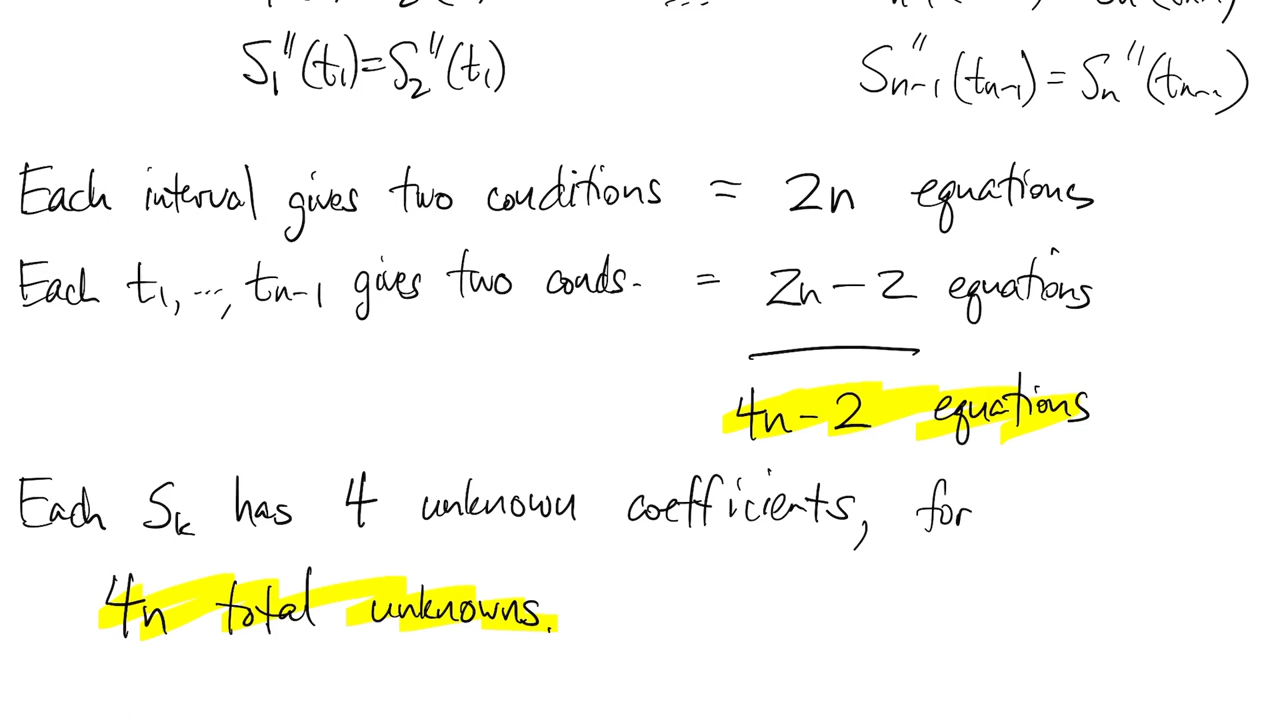 S₁''(t₁) = S₂''(t₁) Sₙ₋₁''(tₙ₋₁) = Sₙ''(tₙ₋₁)
Each interval gives two conditions = 2n equations
Each t₁, ..., tₙ₋₁ gives two conds. = 2n - 2 equations
4n - 2 equations
Each Sₖ has 4 unknown coefficients, for
4n total unknowns.